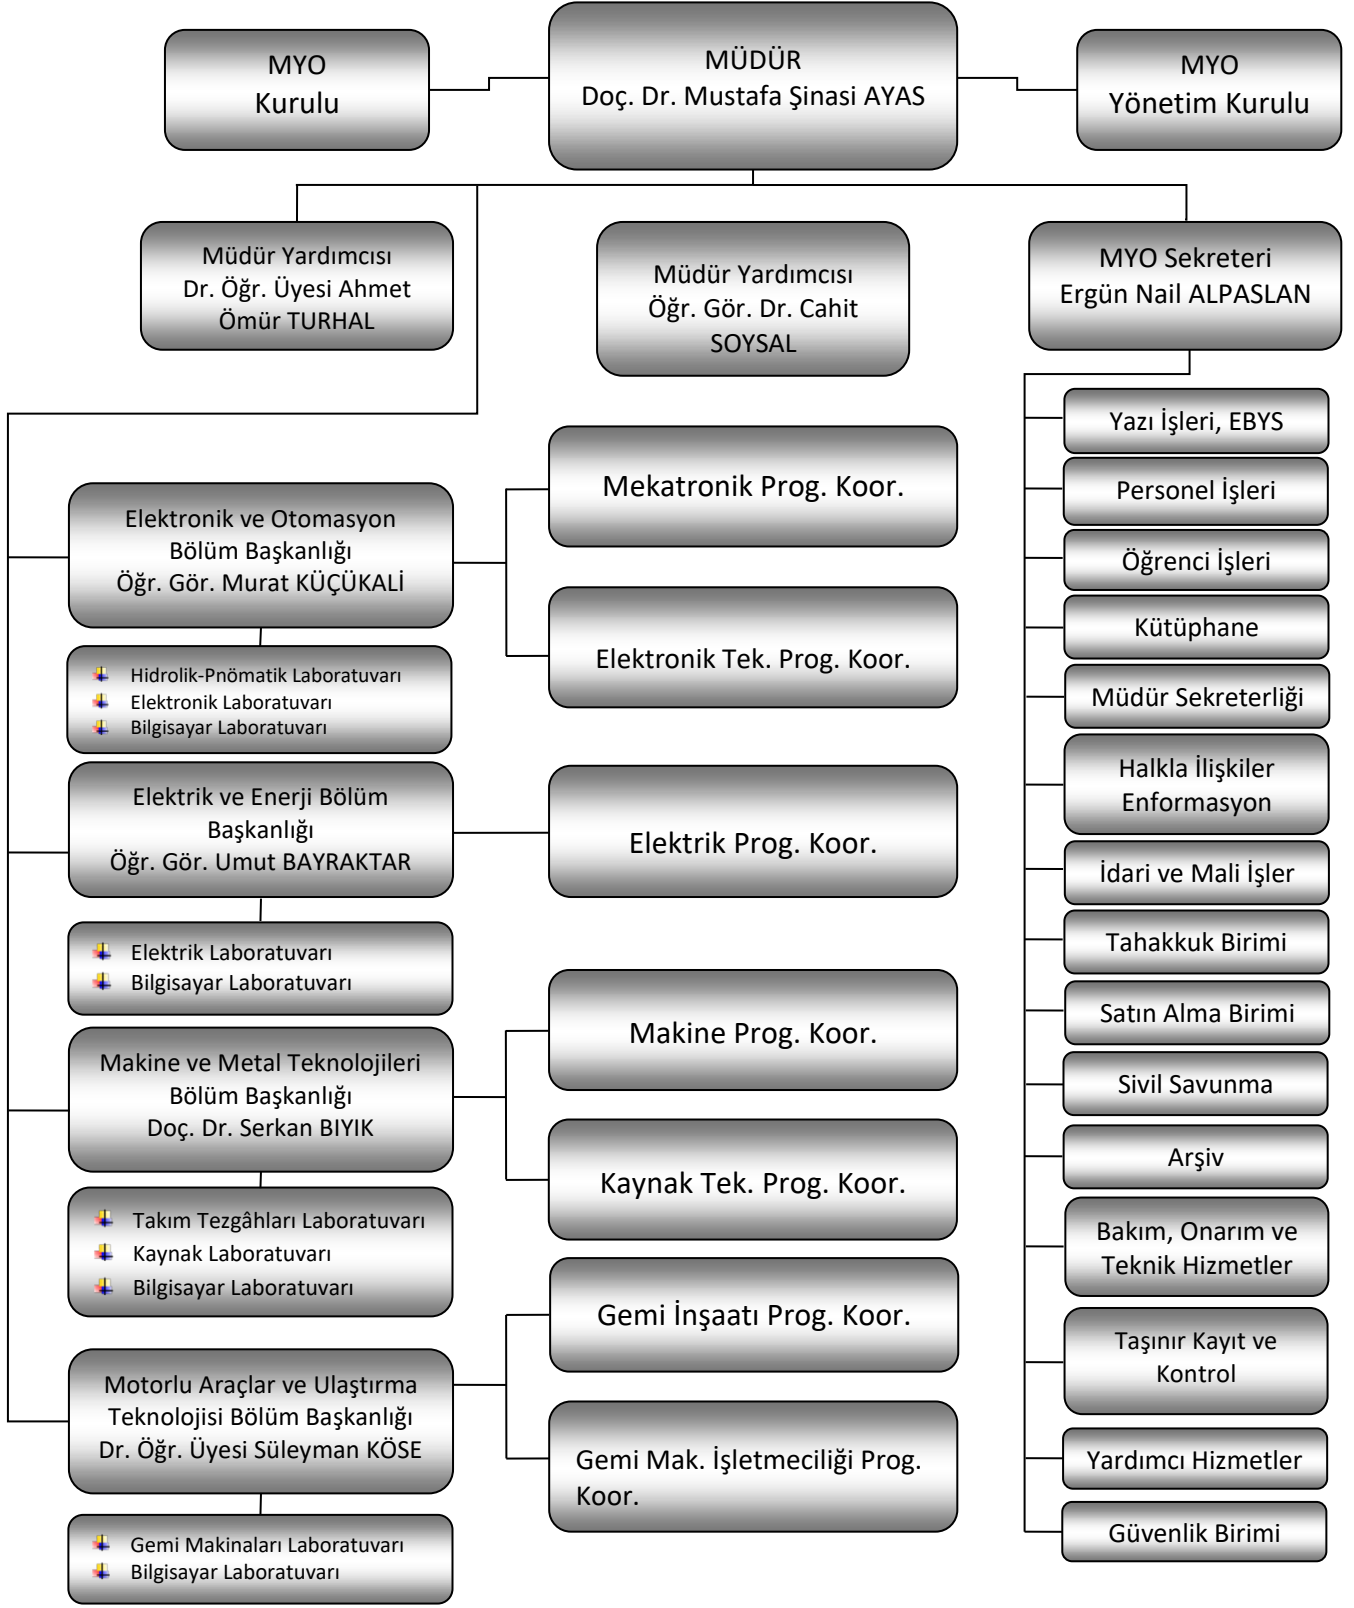 MYO
Kurulu
MÜDÜR
Doç. Dr. Mustafa Şinasi AYAS
MYO
Yönetim Kurulu
Müdür Yardımcısı
Dr. Öğr. Üyesi Ahmet
Ömür TURHAL
Müdür Yardımcısı
Öğr. Gör. Dr. Cahit
SOYSAL
MYO Sekreteri
Ergün Nail ALPASLAN
Elektronik ve Otomasyon
Bölüm Başkanlığı
Öğr. Gör. Murat KÜÇÜKALİ
Hidrolik-Pnömatik Laboratuvarı
Elektronik Laboratuvarı
Bilgisayar Laboratuvarı
Elektrik ve Enerji Bölüm
Başkanlığı
Öğr. Gör. Umut BAYRAKTAR
Elektrik Laboratuvarı
Bilgisayar Laboratuvarı
Makine ve Metal Teknolojileri
Bölüm Başkanlığı
Doç. Dr. Serkan BIYIK
Takım Tezgâhları Laboratuvarı
Kaynak Laboratuvarı
Bilgisayar Laboratuvarı
Motorlu Araçlar ve Ulaştırma
Teknolojisi Bölüm Başkanlığı
Dr. Öğr. Üyesi Süleyman KÖSE
Gemi Makinaları Laboratuvarı
Bilgisayar Laboratuvarı
Mekatronik Prog. Koor.
Elektronik Tek. Prog. Koor.
Elektrik Prog. Koor.
Makine Prog. Koor.
Kaynak Tek. Prog. Koor.
Gemi İnşaatı Prog. Koor.
Gemi Mak. İşletmeciliği Prog.
Koor.
Yazı İşleri, EBYS
Personel İşleri
Öğrenci İşleri
Kütüphane
Müdür Sekreterliği
Halkla İlişkiler
Enformasyon
İdari ve Mali İşler
Tahakkuk Birimi
Satın Alma Birimi
Sivil Savunma
Arşiv
Bakım, Onarım ve
Teknik Hizmetler
Taşınır Kayıt ve
Kontrol
Yardımcı Hizmetler
Güvenlik Birimi